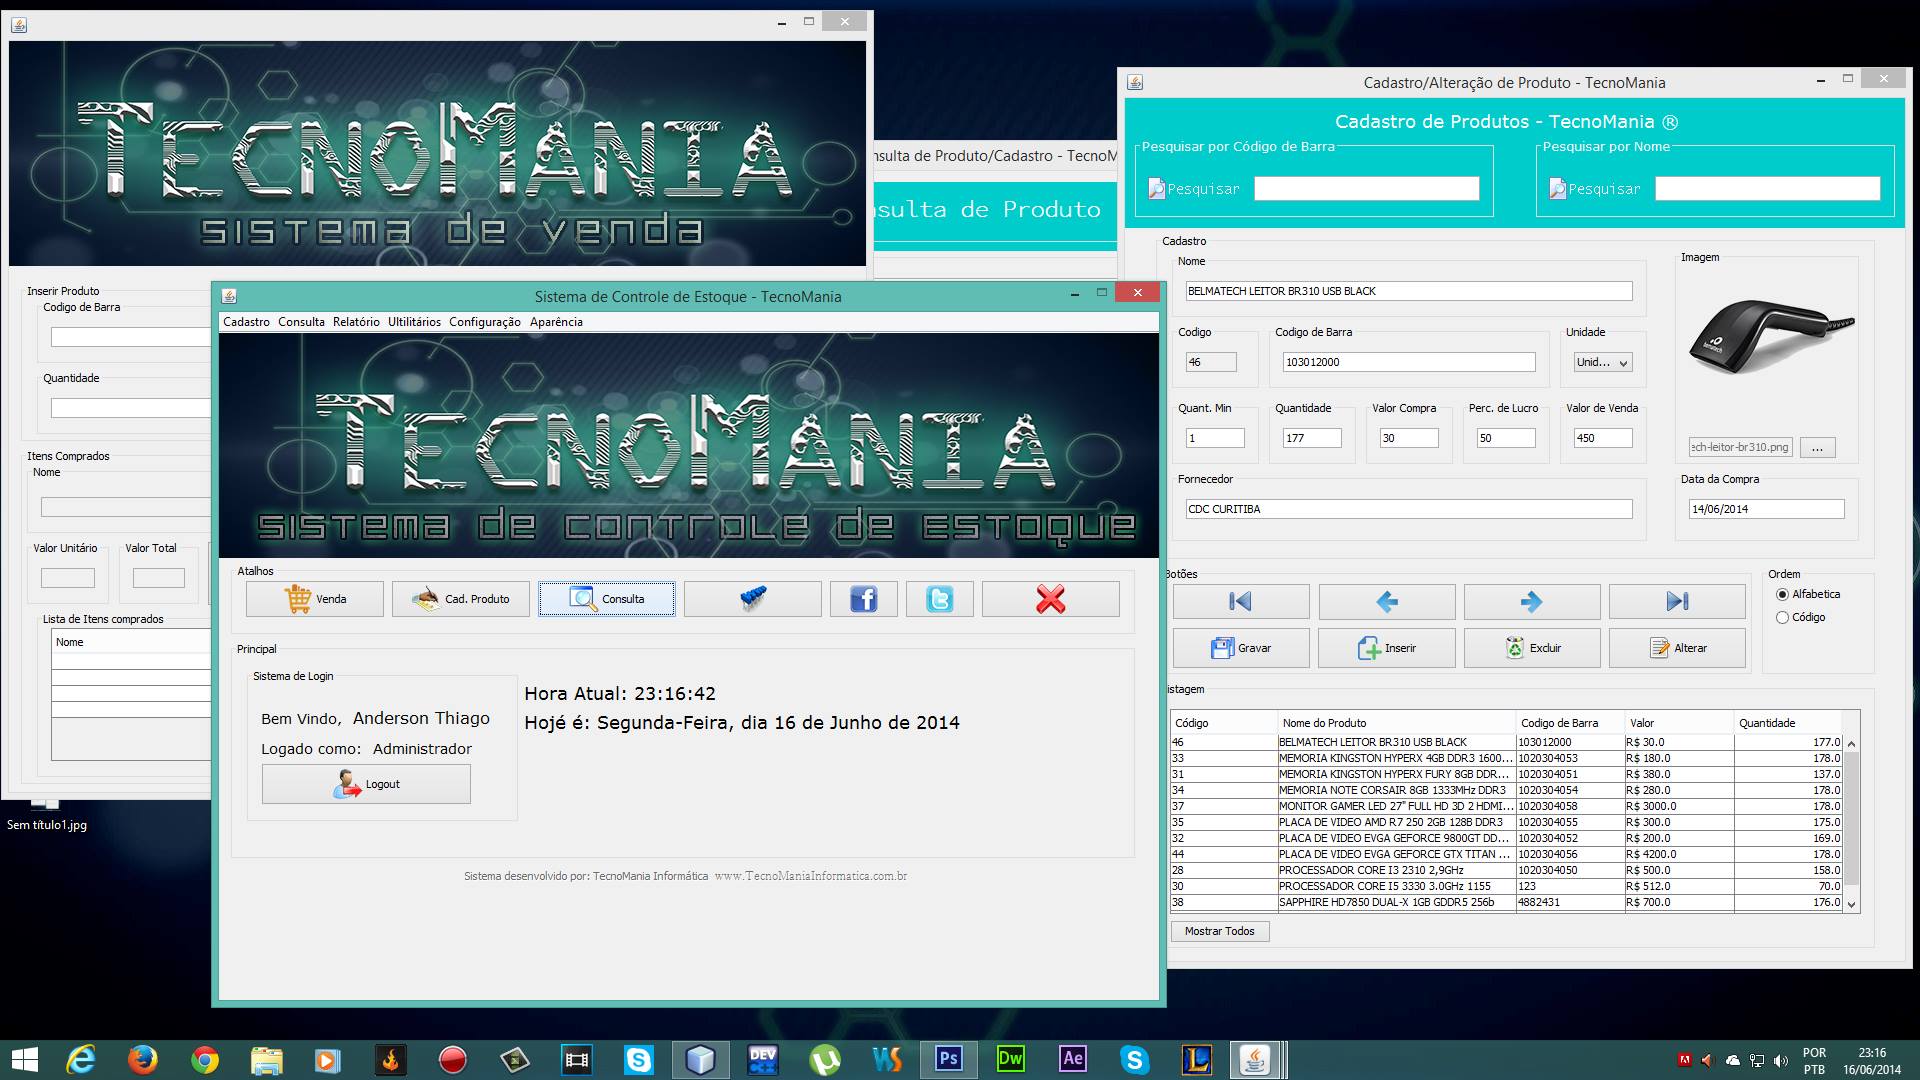 TECNOMANIA
sistema de venda
Inserir Produto
Codigo de Barra
Quantidade
Itens Comprados
Nome
Valor Unitário
Valor Total
Lista de Itens comprados
Nome
Sem título1.jpg
nsulta de Produto/Cadastro - TecnoM
nsulta de Produto
Sistema de Controle de Estoque - TecnoMania
Cadastro Consulta Relatório Ultilitários Configuração Aparência
TECNOMANIA
sistema de controle de estoque
Atalhos
Venda
Cad. Produto
Consulta
Principal
Sistema de Login
Bem Vindo, Anderson Thiago
Logado como: Administrador
Logout
Hora Atual: 23:16:42
Hojé é: Segunda-Feira, dia 16 de Junho de 2014
Sistema desenvolvido por: TecnoMania Informática www.TecnoManiaInformatica.com.br
Cadastro/Alteração de Produto - TecnoMania
Cadastro de Produtos - TecnoMania ®
Pesquisar por Código de Barra
Pesquisar
Pesquisar por Nome
Pesquisar
Cadastro
Nome
BELMATECH LEITOR BR310 USB BLACK
Codigo
46
Codigo de Barra
103012000
Unidade
Unid...
Quant. Min
1
Quantidade
177
Valor Compra
30
Perc. de Lucro
50
Valor de Venda
450
Fornecedor
CDC CURITIBA
Imagem
ech-leitor-br310.png
...
Data da Compra
14/06/2014
Botões
Gravar
Inserir
Excluir
Alterar
Ordem
Alfabetica
Código
istagem
Código Nome do Produto Codigo de Barra Valor Quantidade
46 BELMATECH LEITOR BR310 USB BLACK 103012000 R$ 30.0 177.0
33 MEMORIA KINGSTON HYPERX 4GB DDR3 1600... 1020304053 R$ 180.0 178.0
31 MEMORIA KINGSTON HYPERX FURY 8GB DDR... 1020304051 R$ 380.0 137.0
34 MEMORIA NOTE CORSAIR 8GB 1333MHz DDR3 1020304054 R$ 280.0 178.0
37 MONITOR GAMER LED 27" FULL HD 3D 2 HDMI... 1020304058 R$ 3000.0 178.0
35 PLACA DE VIDEO AMD R7 250 2GB 128B DDR3 1020304055 R$ 300.0 175.0
32 PLACA DE VIDEO EVGA GEFORCE 9800GT DD... 1020304052 R$ 200.0 169.0
44 PLACA DE VIDEO EVGA GEFORCE GTX TITAN ... 1020304056 R$ 4200.0 178.0
28 PROCESSADOR CORE I3 2310 2,9GHz 1020304050 R$ 500.0 158.0
30 PROCESSADOR CORE I5 3330 3.0GHz 1155 123 R$ 512.0 70.0
38 SAPPHIRE HD7850 DUAL-X 1GB GDDR5 256b 4882431 R$ 700.0 176.0
Mostrar Todos
DEV C++
WS
Ps
Dw
Ae
POR
PTB
23:16
16/06/2014